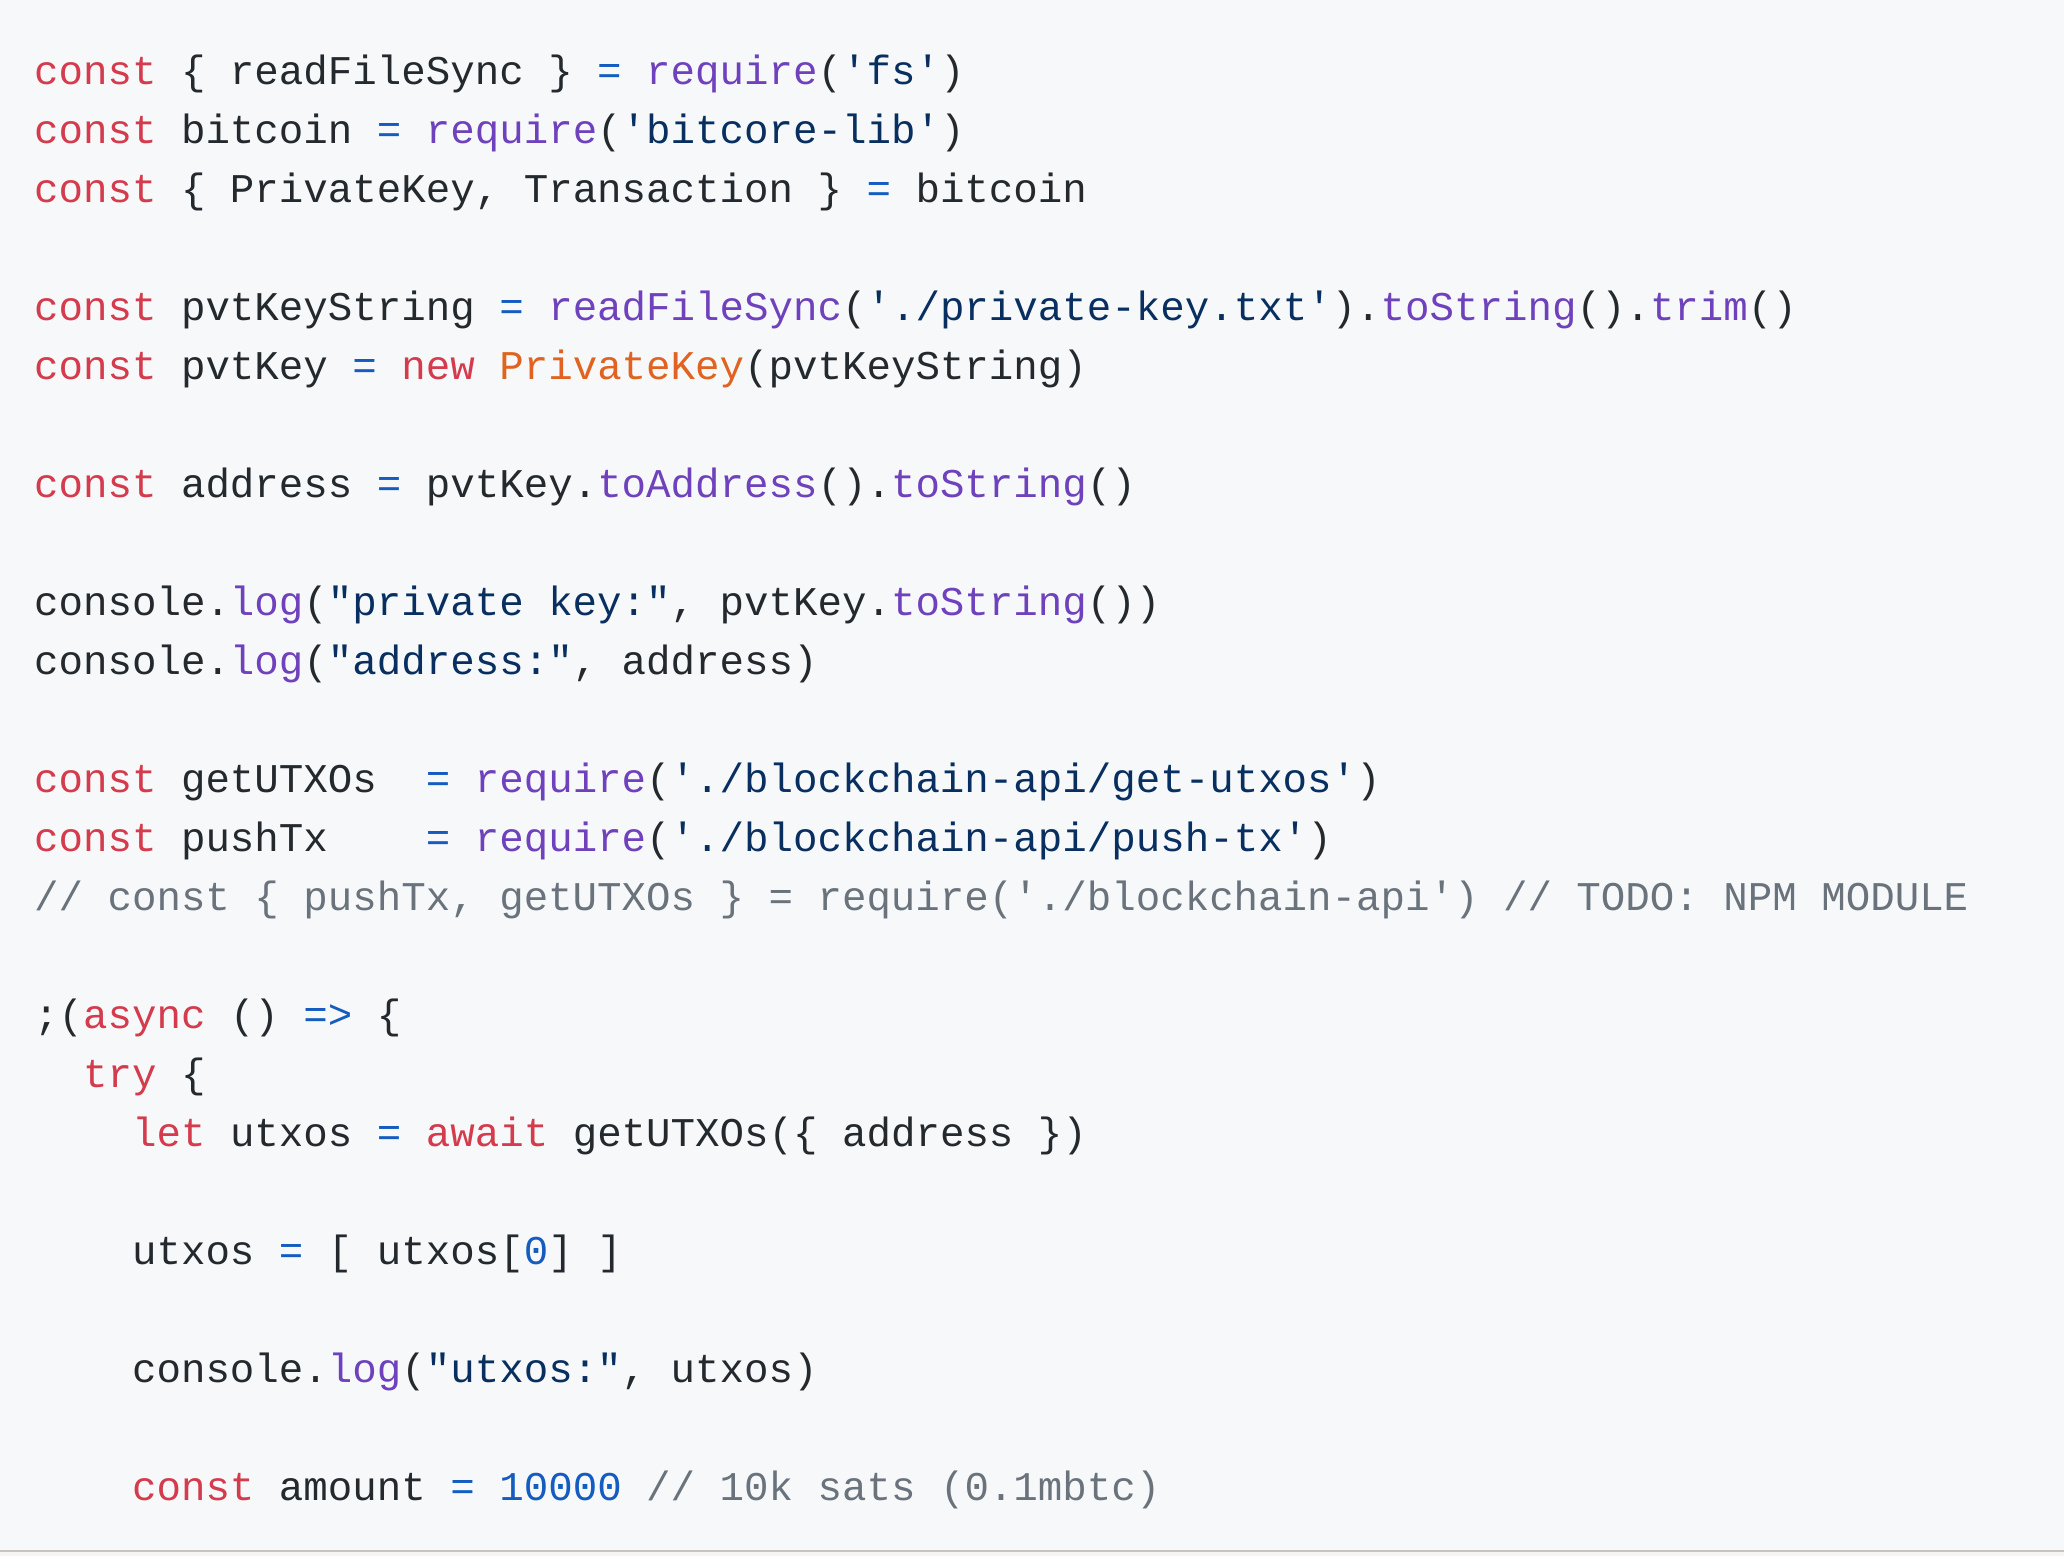 const { readFileSync } = require('fs')
const bitcoin = require('bitcore-lib')
const { PrivateKey, Transaction } = bitcoin
const pvtKeyString = readFileSync('./private-key.txt').toString().trim()
const pvtKey = new PrivateKey(pvtKeyString)
const address = pvtKey.toAddress().toString()
console.log("private key:", pvtKey.toString())
console.log("address:", address)
const getUTXOs  = require('./blockchain-api/get-utxos')
const pushTx    = require('./blockchain-api/push-tx')
// const { pushTx, getUTXOs } = require('./blockchain-api') // TODO: NPM MODULE
;(async () => {
  try {
    let utxos = await getUTXOs({ address })
    utxos = [ utxos[0] ]
    console.log("utxos:", utxos)
    const amount = 10000 // 10k sats (0.1mbtc)